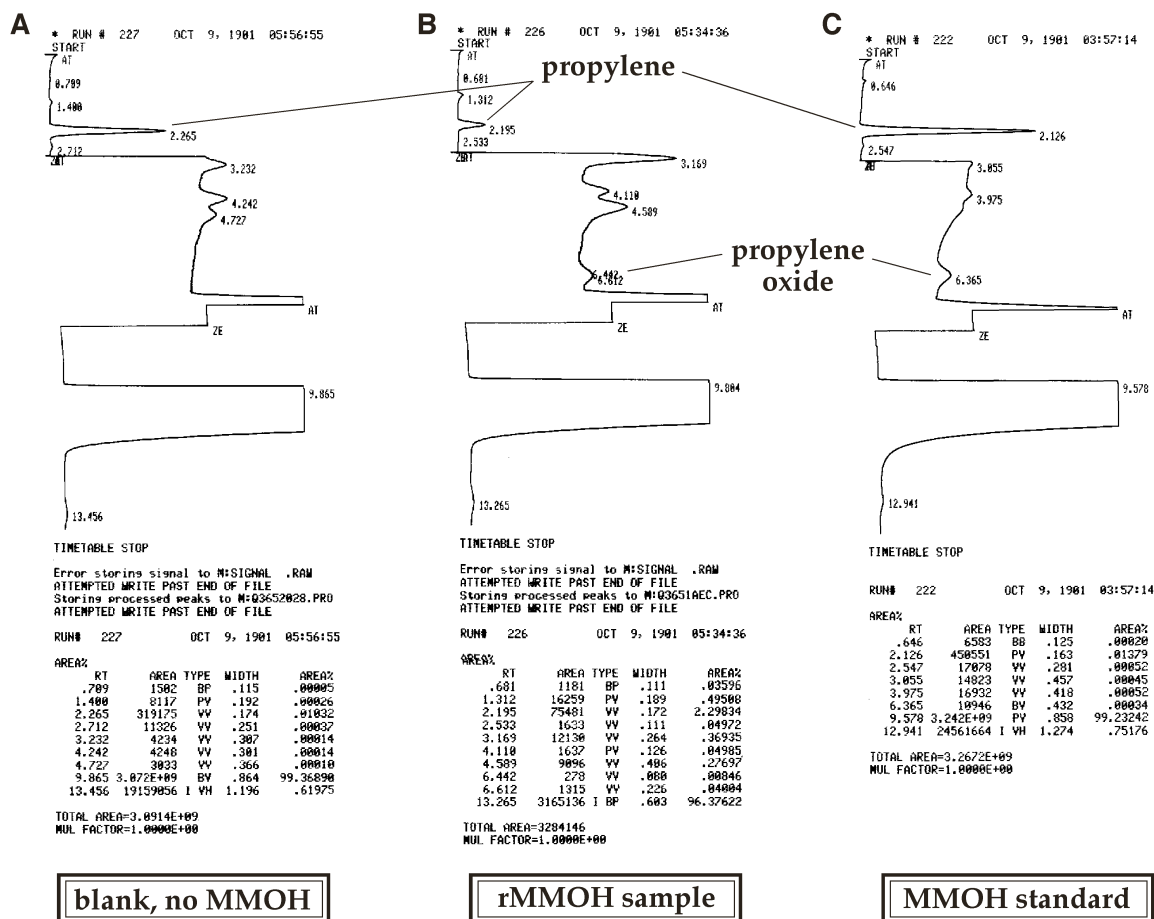 A
* RUN # 227 OCT 9, 1901 05:56:55
START
AT
0.789
1.400
2.265
2.712
3.232
4.242
4.727
AT
ZE
9.865
13.456
TIMETABLE STOP
Error storing signal to M:SIGNAL .RAW
ATTEMPTED WRITE PAST END OF FILE
Storing processed peaks to M:Q3652028.PRO
ATTEMPTED WRITE PAST END OF FILE
RUN# 227 OCT 9, 1901 05:56:55
AREA%
RT AREA TYPE WIDTH AREA%
.789 1502 BP .115 .00005
1.400 8117 PV .192 .00026
2.265 319175 VV .174 .01032
2.712 11326 VV .251 .00037
3.232 4234 VV .307 .00014
4.242 4248 VV .301 .00014
4.727 3033 VV .366 .00010
9.865 3.072E+09 BV .864 99.36890
13.456 19159056 I VH 1.196 .61975
TOTAL AREA=3.0914E+09
MUL FACTOR=1.0000E+00
blank, no MMOH
B
* RUN # 226 OCT 9, 1901 05:34:36
START
AT
0.681
1.312
2.195
2.533
3.169
4.110
4.589
6.442
6.612
AT
ZE
9.804
13.265
TIMETABLE STOP
Error storing signal to M:SIGNAL .RAW
ATTEMPTED WRITE PAST END OF FILE
Storing processed peaks to M:Q3651AEC.PRO
ATTEMPTED WRITE PAST END OF FILE
RUN# 226 OCT 9, 1901 05:34:36
AREA%
RT AREA TYPE WIDTH AREA%
.681 1181 BP .111 .03596
1.312 16259 PV .189 .49508
2.195 75481 VV .172 2.29834
2.533 1633 VV .111 .04972
3.169 12130 VV .264 .36935
4.110 1637 PV .126 .04985
4.589 9096 VV .406 .27697
6.442 278 VV .080 .00846
6.612 1315 VV .226 .04004
13.265 3165136 I BP .603 96.37622
TOTAL AREA=3284146
MUL FACTOR=1.0000E+00
rMMOH sample
propylene
propylene
oxide
C
* RUN # 222 OCT 9, 1901 03:57:14
START
AT
0.646
2.126
2.547
3.055
3.975
6.365
AT
ZE
9.578
12.941
TIMETABLE STOP
RUN# 222 OCT 9, 1901 03:57:14
AREA%
RT AREA TYPE WIDTH AREA%
.646 6583 BB .125 .00020
2.126 450551 PV .163 .01379
2.547 17078 VV .281 .00052
3.055 14823 VV .457 .00045
3.975 16932 VV .418 .00052
6.365 10946 BV .432 .00034
9.578 3.242E+09 PV .858 99.23242
12.941 24561664 I VH 1.274 .75176
TOTAL AREA=3.2672E+09
MUL FACTOR=1.0000E+00
MMOH standard